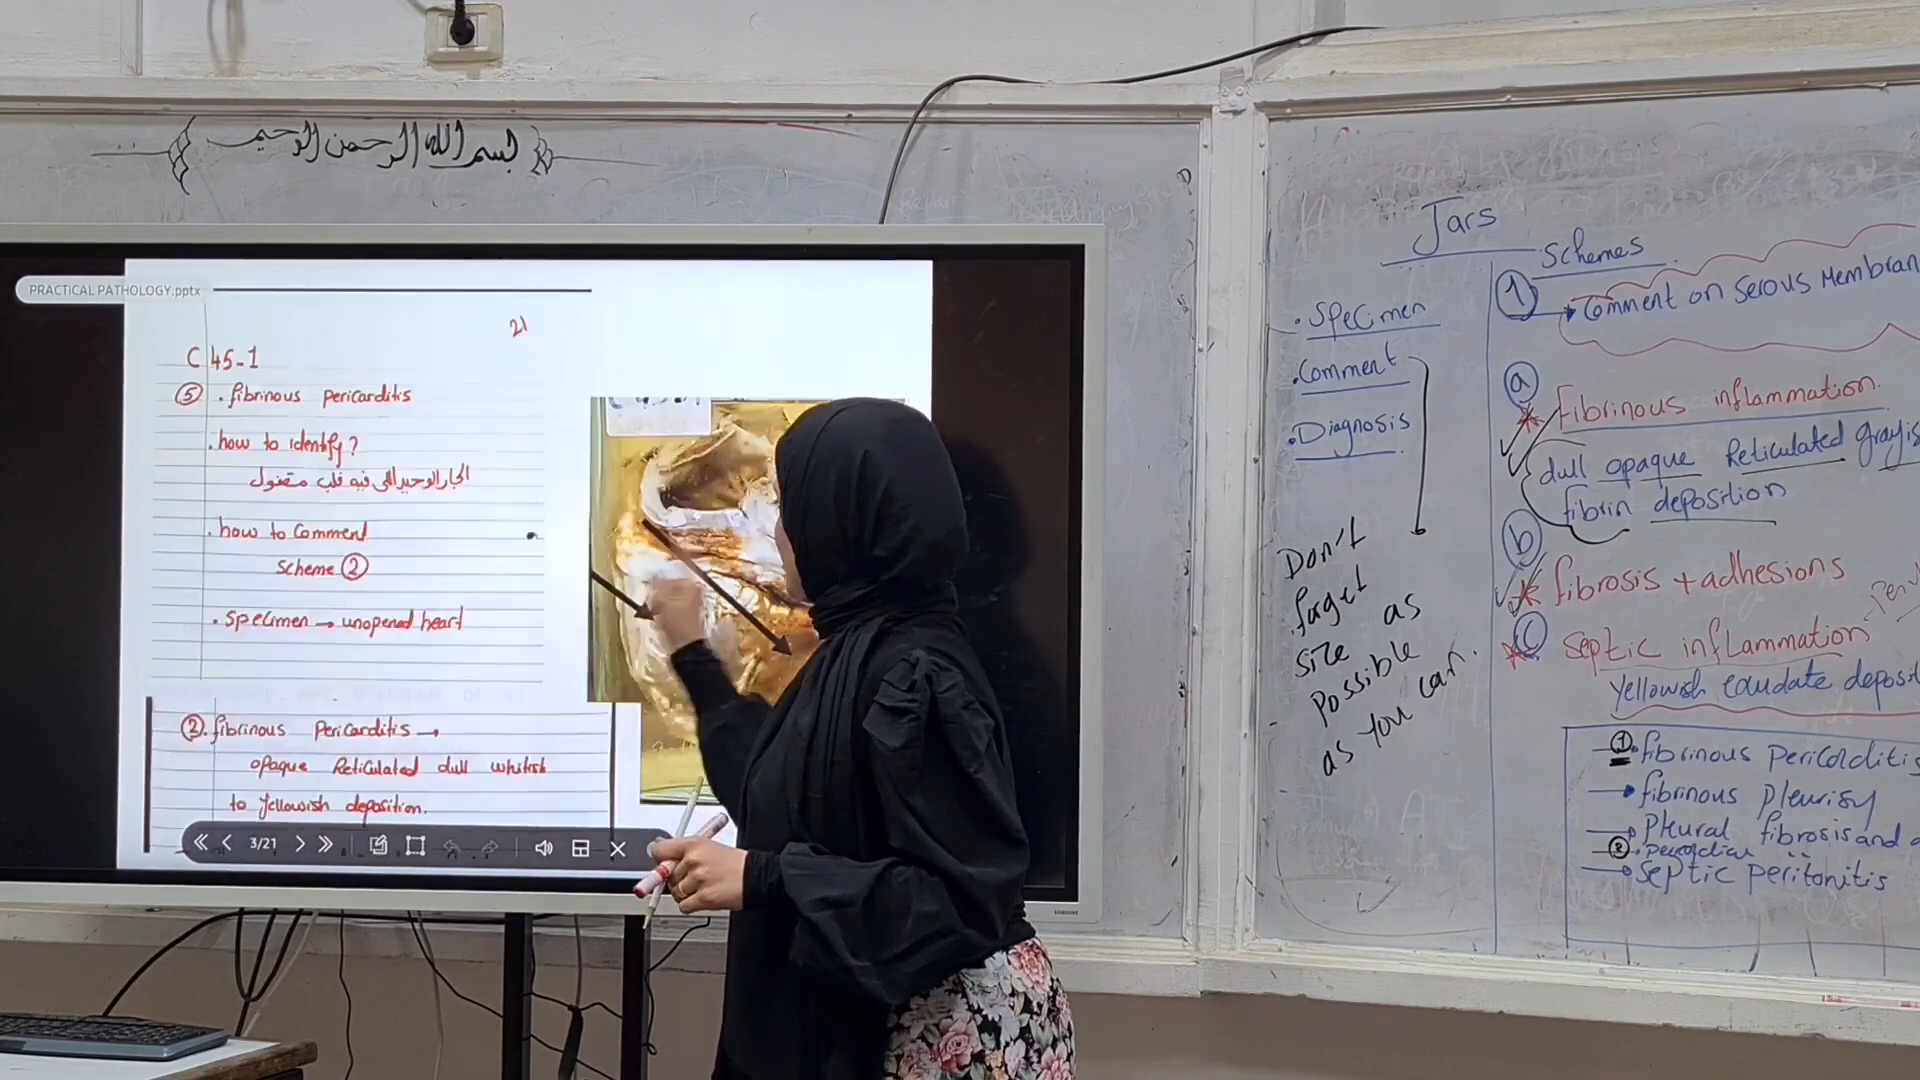 بسم الله الرحمن الرحيم
PRACTICAL PATHOLOGY.pptx
21
C 45-1
⑤ . fibrinous pericarditis
. how to identify?
الجار الوحيد اللى فيه قلب مقفول
. how to Comment
Scheme ②
. specimen → unopened heart
②. fibrinous Pericarditis →
opaque Reticulated dull whitish
to yellowish deposition.
3/21
SAMSUNG
Jars
. Specimen
. Comment
. Diagnosis
Don't
forget
size as
possible
as you can.
Schemes
① Comment on Serous Membran
ⓐ
Fibrinous inflammation.
dull opaque Reticulated grayis
fibrin deposition
ⓑ
fibrosis + adhesions
ⓒ septic inflammation
Yellowish exudate deposit
①. fibrinous pericarditis
fibrinous pleurisy
Pleural fibrosis and a
②.
septic peritonitis